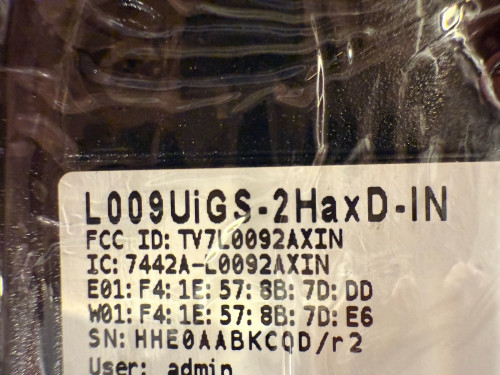 L009UiGS-2HaxD-IN
FCC ID: TV7L0092AXIN
IC: 7442A-L0092AXIN
E01: F4: 1E: 57: 8B: 7D: DD
W01: F4: 1E: 57: 8B: 7D: E6
SN: HHE0AABKCQD/r2
User: admin